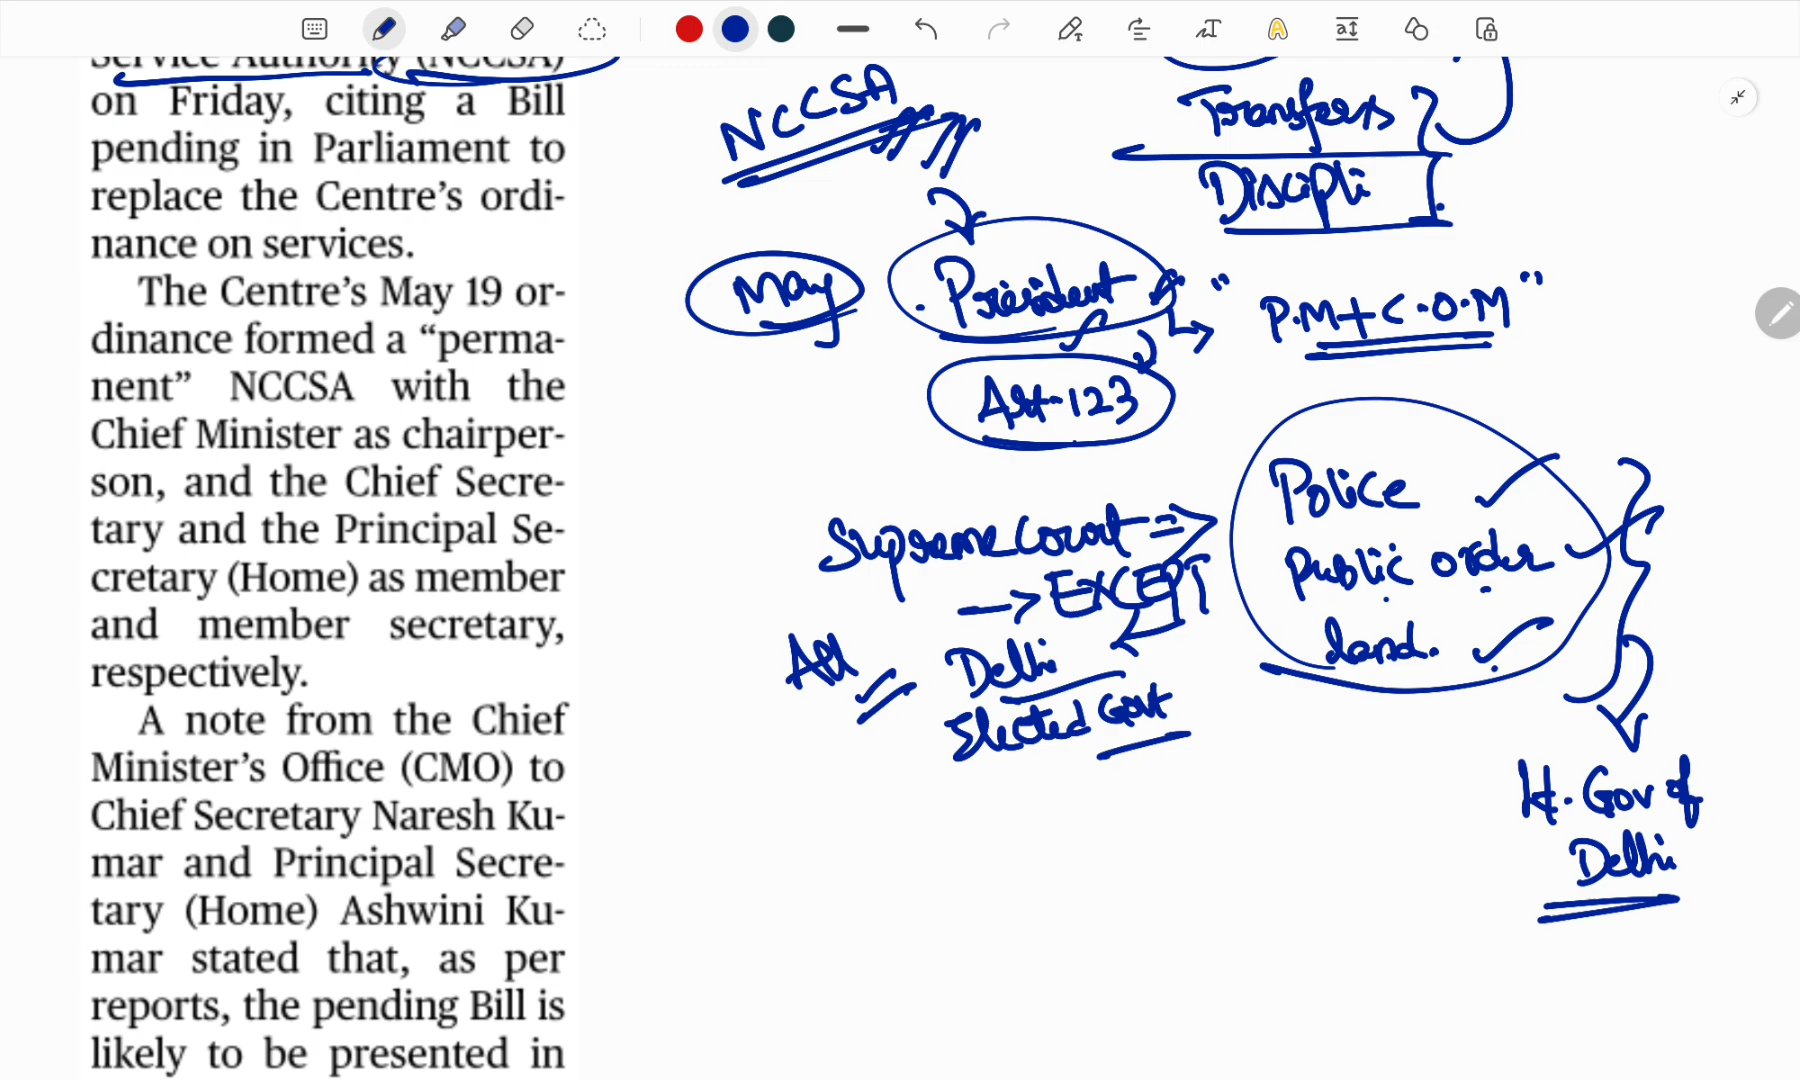 Service Authority (NCCSA)
on Friday, citing a Bill
pending in Parliament to
replace the Centre's ordi-
nance on services.
The Centre's May 19 or-
dinance formed a “perma-
nent” NCCSA with the
Chief Minister as chairper-
son, and the Chief Secre-
tary and the Principal Se-
cretary (Home) as member
and member secretary,
respectively.
A note from the Chief
Minister's Office (CMO) to
Chief Secretary Naresh Ku-
mar and Principal Secre-
tary (Home) Ashwini Ku-
mar stated that, as per
reports, the pending Bill is
likely to be presented in
NCCSA
Transfers
Discipli
May
President
"P.M+C.O.M"
Art-123
Supreme Court
EXCEPT
Police
Public order
land.
All
Delhi
Elected Govt
Lt. Gov of
Delhi